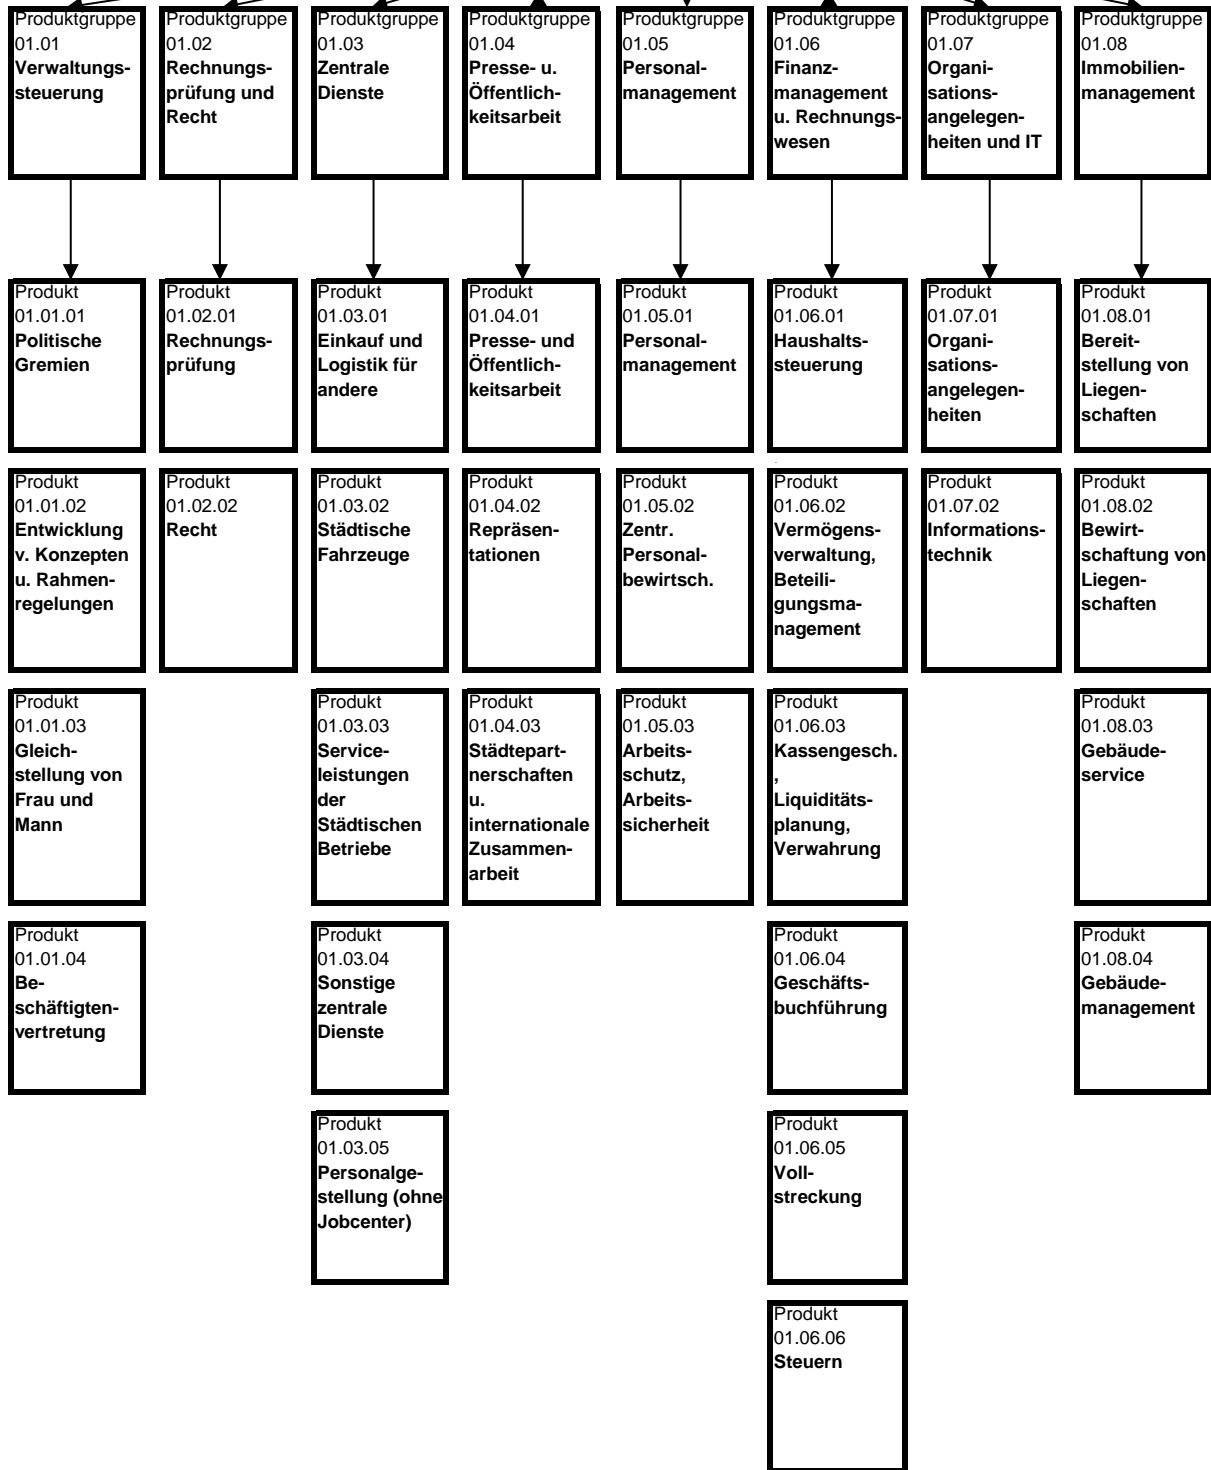 Produktgruppe
01.01
Verwaltungs-
steuerung
Produktgruppe
01.02
Rechnungs-
prüfung und
Recht
Produktgruppe
01.03
Zentrale
Dienste
Produktgruppe
01.04
Presse- u.
Öffentlich-
keitsarbeit
Produktgruppe
01.05
Personal-
management
Produktgruppe
01.06
Finanz-
management
u. Rechnungs-
wesen
Produktgruppe
01.07
Organi-
sations-
angelegen-
heiten und IT
Produktgruppe
01.08
Immobilien-
management
Produkt
01.01.01
Politische
Gremien
Produkt
01.02.01
Rechnungs-
prüfung
Produkt
01.03.01
Einkauf und
Logistik für
andere
Produkt
01.04.01
Presse- und
Öffentlich-
keitsarbeit
Produkt
01.05.01
Personal-
management
Produkt
01.06.01
Haushalts-
steuerung
Produkt
01.07.01
Organi-
sations-
angelegen-
heiten
Produkt
01.08.01
Bereit-
stellung von
Liegen-
schaften
Produkt
01.01.02
Entwicklung
v. Konzepten
u. Rahmen-
regelungen
Produkt
01.02.02
Recht
Produkt
01.03.02
Städtische
Fahrzeuge
Produkt
01.04.02
Repräsen-
tationen
Produkt
01.05.02
Zentr.
Personal-
bewirtsch.
Produkt
01.06.02
Vermögens-
verwaltung,
Beteili-
gungsma-
nagement
Produkt
01.07.02
Informations-
technik
Produkt
01.08.02
Bewirt-
schaftung von
Liegen-
schaften
Produkt
01.01.03
Gleich-
stellung von
Frau und
Mann
Produkt
01.03.03
Service-
leistungen
der
Städtischen
Betriebe
Produkt
01.04.03
Städtepart-
nerschaften
u.
internationale
Zusammen-
arbeit
Produkt
01.05.03
Arbeits-
schutz,
Arbeits-
sicherheit
Produkt
01.06.03
Kassengesch.
,
Liquiditäts-
planung,
Verwahrung
Produkt
01.08.03
Gebäude-
service
Produkt
01.01.04
Be-
schäftigten-
vertretung
Produkt
01.03.04
Sonstige
zentrale
Dienste
Produkt
01.06.04
Geschäfts-
buchführung
Produkt
01.08.04
Gebäude-
management
Produkt
01.03.05
Personalge-
stellung (ohne
Jobcenter)
Produkt
01.06.05
Voll-
streckung
Produkt
01.06.06
Steuern